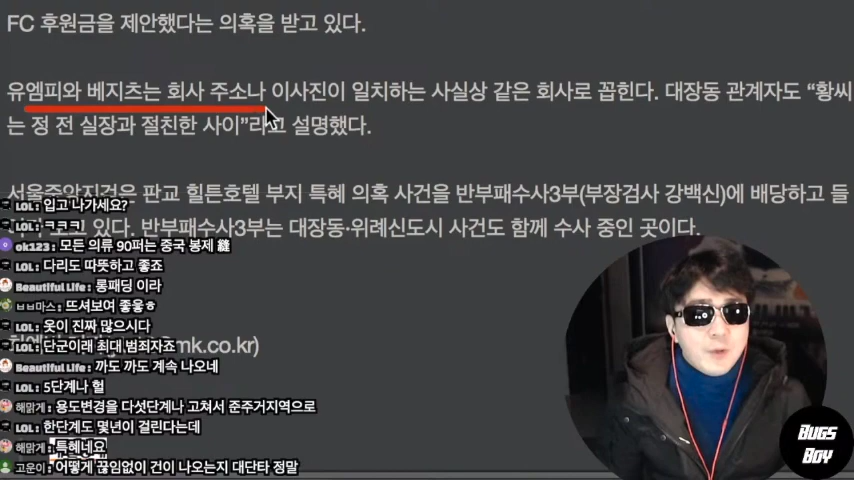 FC 후원금을 제안했다는 의혹을 받고 있다.
유엠피와 베지츠는 회사 주소나 이사진이 일치하는 사실상 같은 회사로 꼽힌다. 대장동 관계자도 “황씨
는 정 전 실장과 절친한 사이”라고 설명했다.
서울중앙지검은 판교 힐튼호텔 부지 특혜 의혹 사건을 반부패수사3부(부장검사 강백신)에 배당하고 들
있다. 반부패수사3부는 대장동·위례신도시 사건도 함께 수사 중인 곳이다.
mk.co.kr)
LOL: 입고 나가세요?
LOL: ㅋㅋㅋ!
ok123: 모든 의류 90퍼는 중국 봉제 縫
LOL: 다리도 따뜻하고 좋죠
Beautiful Life: 롱패딩 이라
ㅂㅂ마스: 뜨셔보여 좋웋ㅎ
LOL: 옷이 진짜 많으시다
LOL: 단군이래 최대 범죄자죠
Beautiful Life: 까도 까도 계속 나오네
LOL: 5단계나 헐
해맑게: 용도변경을 다섯단계나 고쳐서 준주거지역으로
LOL: 한단계도 몇년이 걸린다는데
해맑게: 특혜네요
고운이: 어떻게 끊임없이 건이 나오는지 대단타 정말
BUGS
BOY